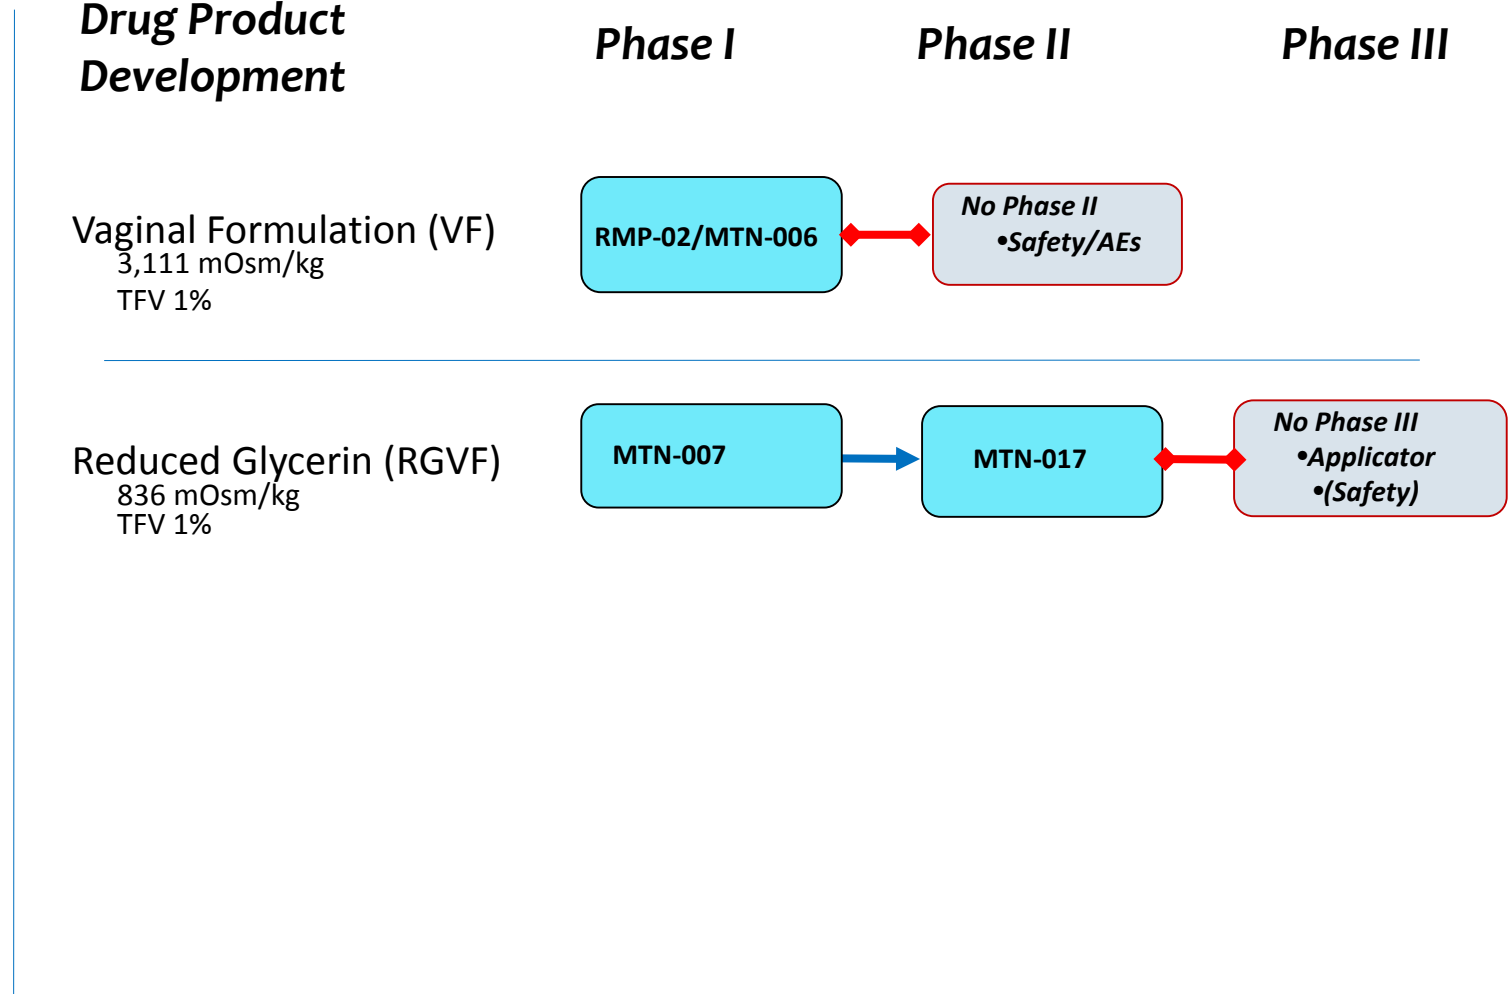 Drug Product
Development
Phase I
Phase II
Phase III
Vaginal Formulation (VF)
3,111 mOsm/kg
TFV 1%
RMP-02/MTN-006
No Phase II
•Safety/AEs
Reduced Glycerin (RGVF)
836 mOsm/kg
TFV 1%
MTN-007
MTN-017
No Phase III
•Applicator
•(Safety)